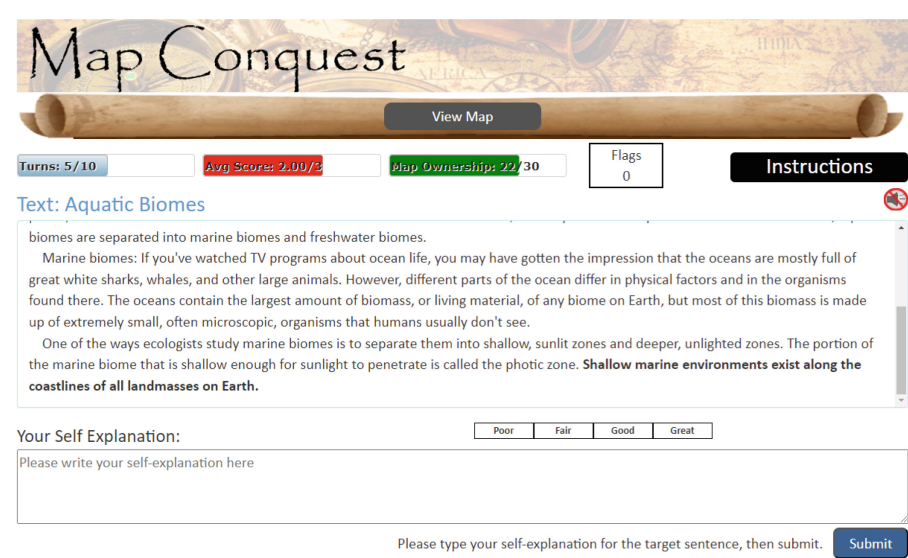 Map Conquest
View Map
Turns: 5/10
Avg Score: 2.00/3
Map Ownership: 22/30
Flags
0
Instructions
Text: Aquatic Biomes
biomes are separated into marine biomes and freshwater biomes.
Marine biomes: If you've watched TV programs about ocean life, you may have gotten the impression that the oceans are mostly full of
great white sharks, whales, and other large animals. However, different parts of the ocean differ in physical factors and in the organisms
found there. The oceans contain the largest amount of biomass, or living material, of any biome on Earth, but most of this biomass is made
up of extremely small, often microscopic, organisms that humans usually don't see.
One of the ways ecologists study marine biomes is to separate them into shallow, sunlit zones and deeper, unlighted zones. The portion of
the marine biome that is shallow enough for sunlight to penetrate is called the photic zone. Shallow marine environments exist along the
coastlines of all landmasses on Earth.
Your Self Explanation:
Poor Fair Good Great
Please write your self-explanation here
Please type your self-explanation for the target sentence, then submit.
Submit